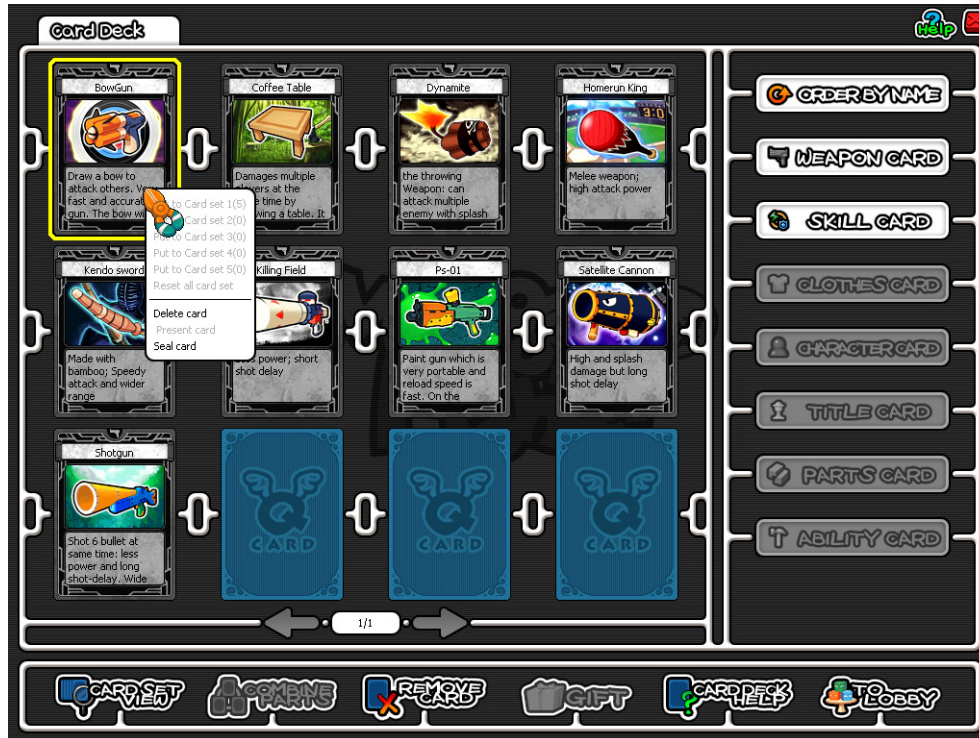 Card Deck
Help
BowGun
Draw a bow to
attack others.
fast and
gun. The bow
Coffee Table
Damages multiple
at the
time by
a table. It
Dynamite
the throwing
Weapon: can
attack multiple
enemy with splash
Homerun King
3:0
Melee weapon;
high attack power
to Card set 1(5)
Card set 2(0)
Put to Card set 3(0)
Put to Card set 4(0)
Put to Card set 5(0)
Reset all card set
Delete card
Present card
Seal card
Kendo sword
Made with
bamboo; Speedy
attack and wider
range
Killing Field
power; short
shot delay
Ps-01
Paint gun which is
very portable and
reload speed is
fast. On the
Satellite Cannon
High and splash
damage but long
shot delay
Shotgun
Shot 6 bullet at
same time: less
power and long
shot-delay. Wide
Q
CARD
Q
CARD
Q
CARD
1/1
ORDER BY NAME
WEAPON CARD
SKILL CARD
CLOTHES CARD
CHARACTER CARD
TITLE CARD
PARTS CARD
ABILITY CARD
CARD SET
VIEW
COMBINE
PARTS
REMOVE
CARD
GIFT
CARD DECK
HELP
TO
LOBBY